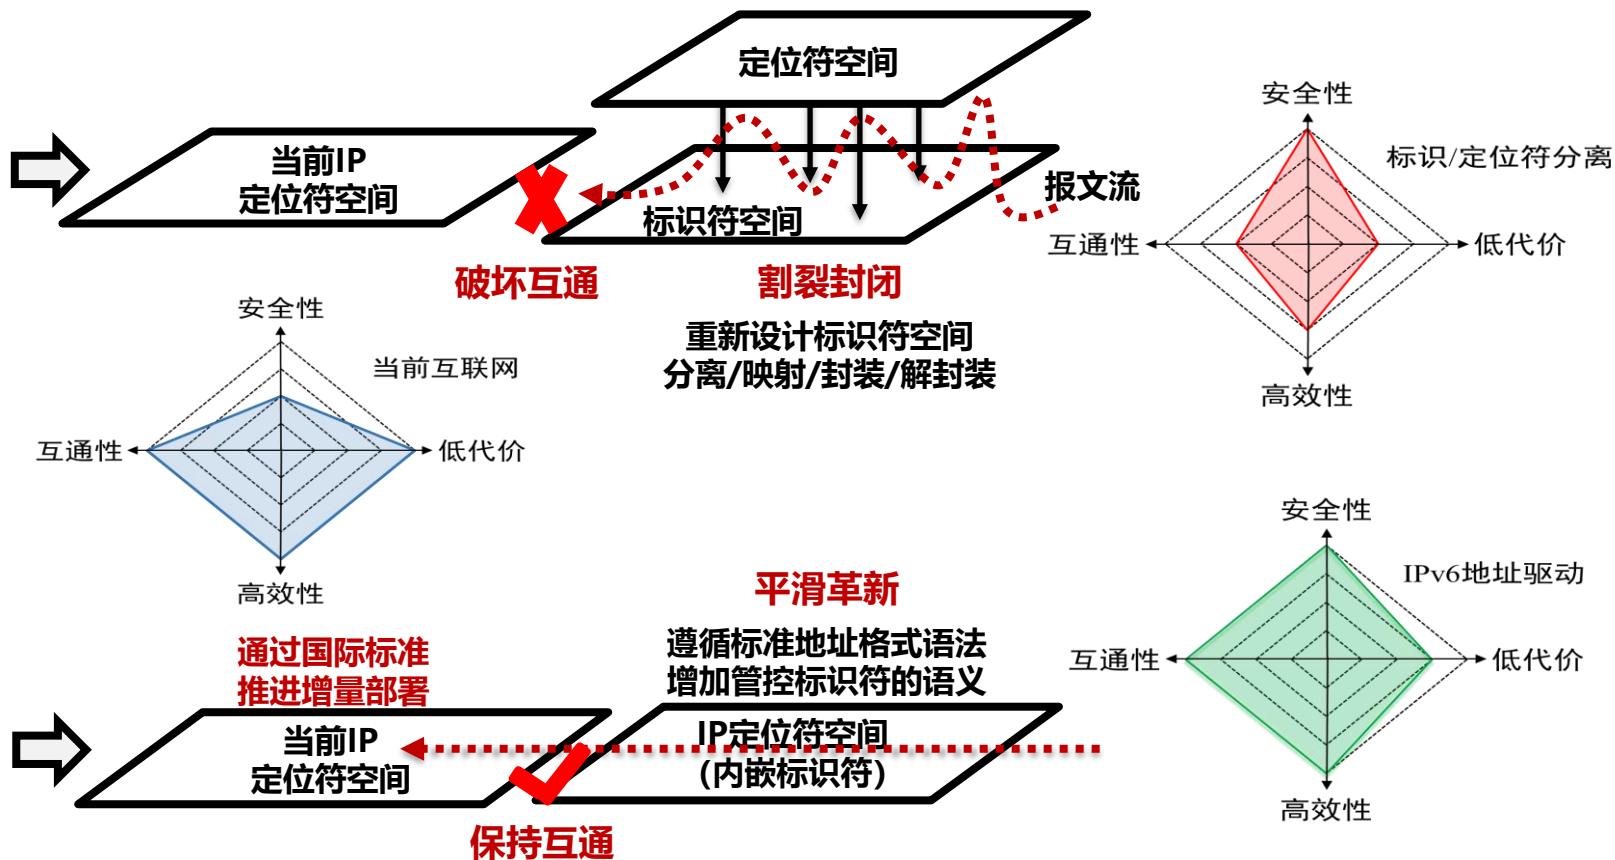 定位符空间
当前IP
定位符空间
标识符空间
报文流
破坏互通
割裂封闭
重新设计标识符空间
分离/映射/封装/解封装
安全性
标识/定位符分离
互通性
低代价
高效性
安全性
当前互联网
互通性
低代价
高效性
平滑革新
遵循标准地址格式语法
增加管控标识符的语义
通过国际标准
推进增量部署
当前IP
定位符空间
IP定位符空间
（内嵌标识符）
保持互通
安全性
IPv6地址驱动
互通性
低代价
高效性